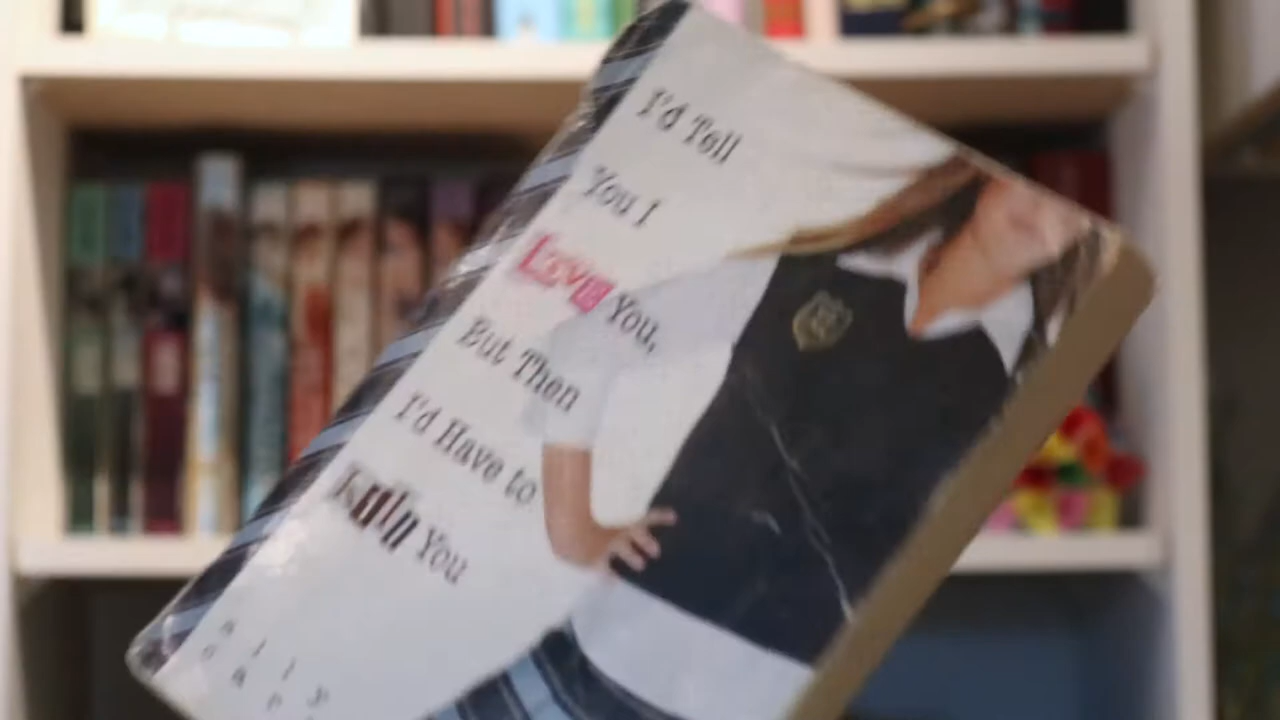 I'd Tell
You I
Love You,
But Then
I'd Have to
Kill You